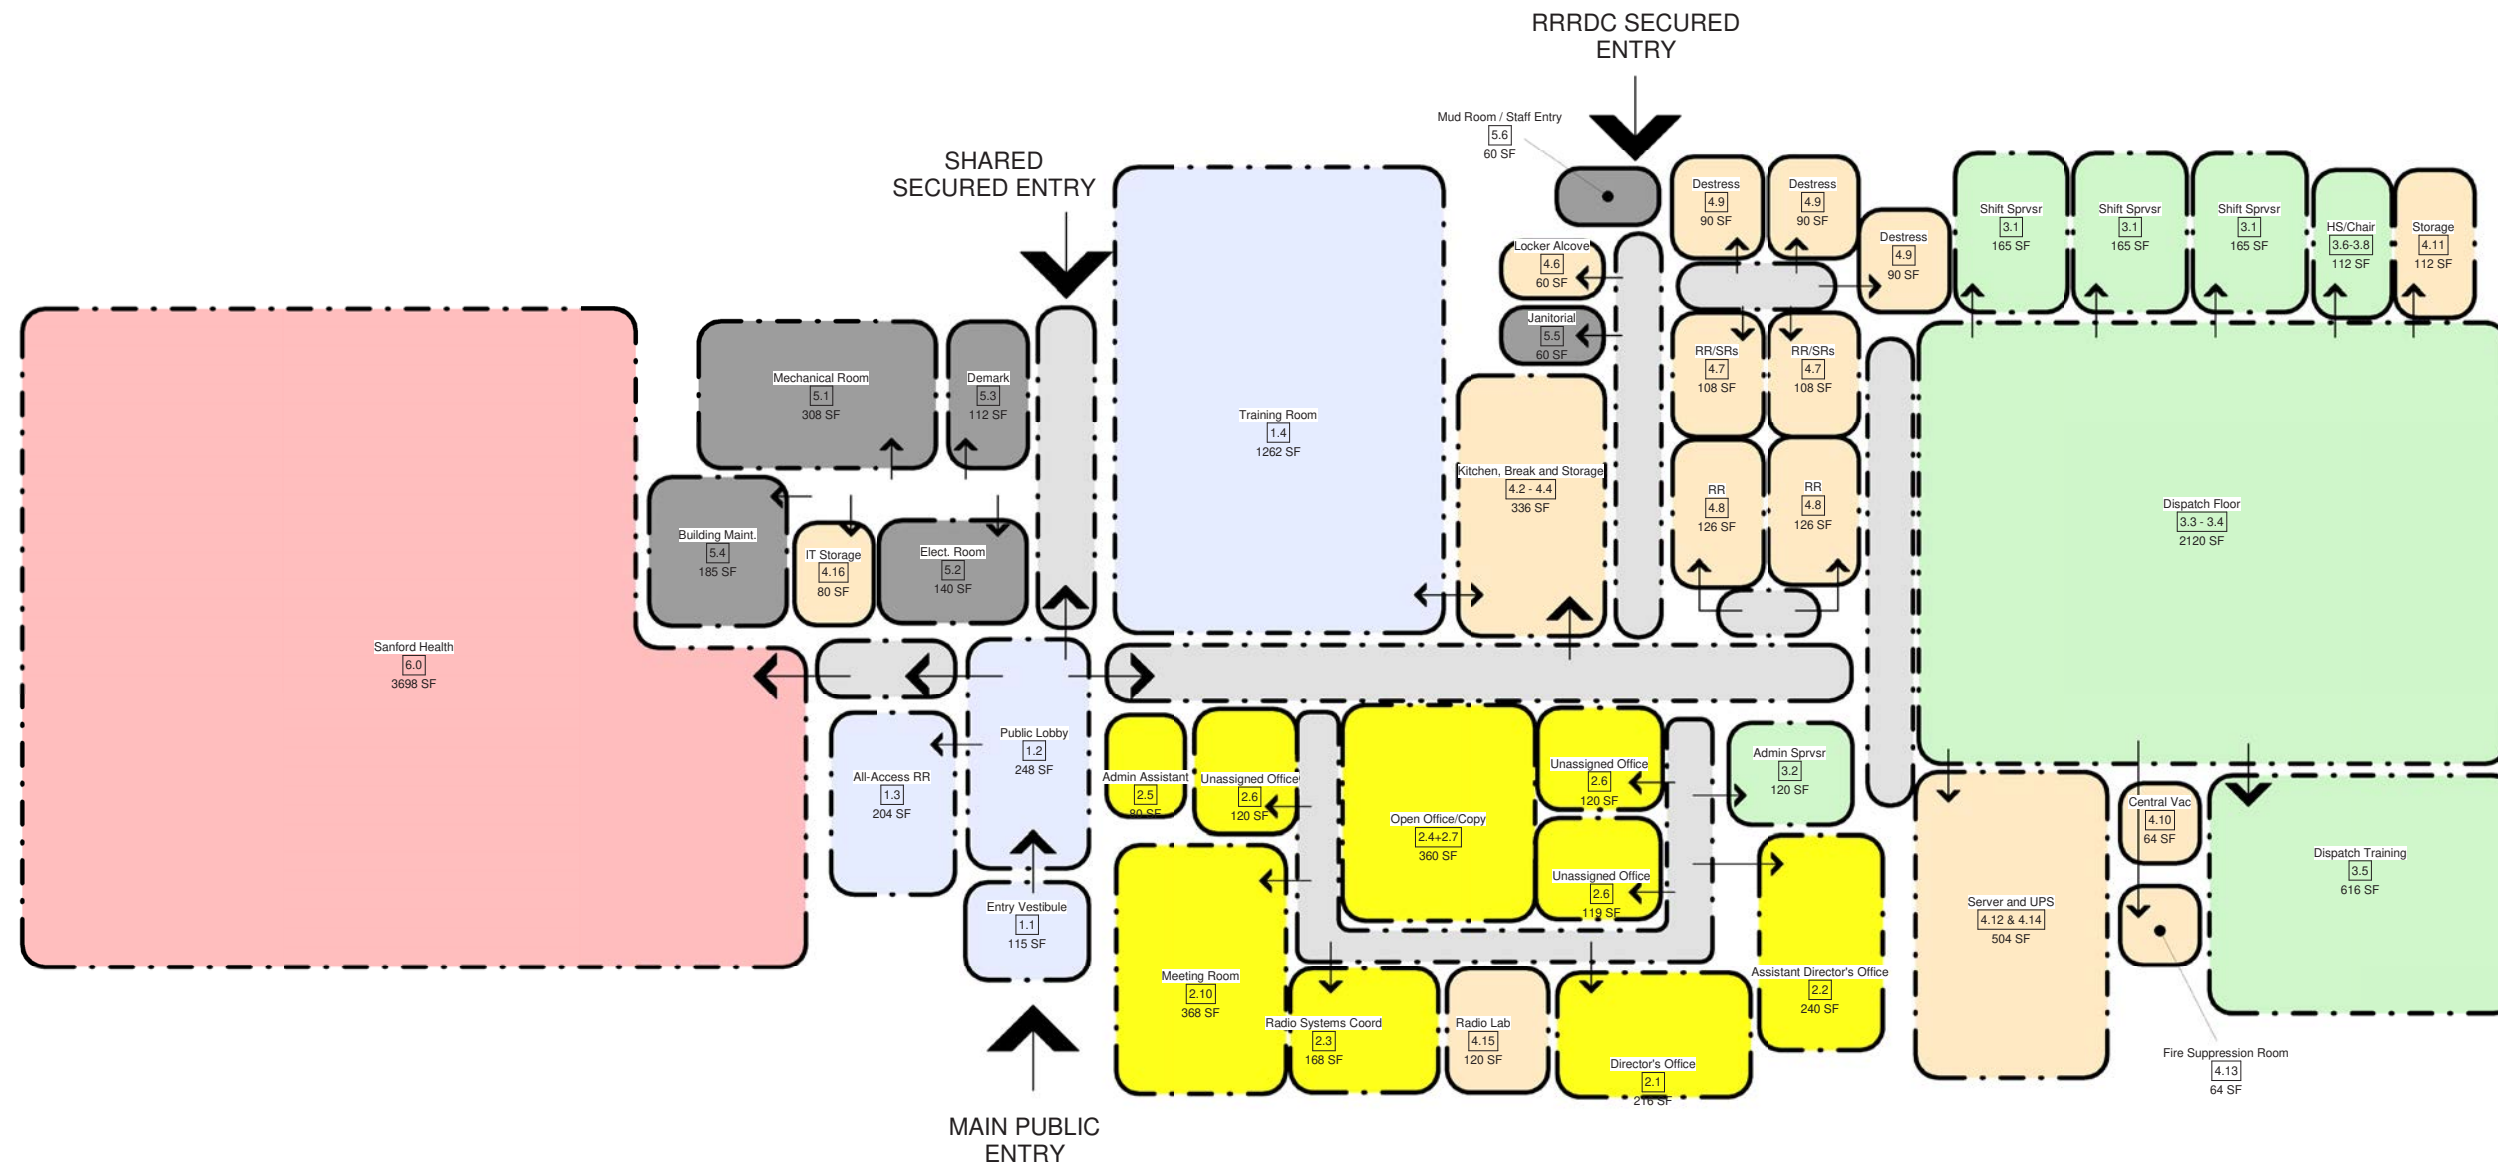 RRRDC SECURED
ENTRY
Mud Room / Staff Entry
5.6
60 SF
SHARED
SECURED ENTRY
Destress
4.9
90 SF
Destress
4.9
90 SF
Destress
4.9
90 SF
Shift Sprvsr
3.1
165 SF
Shift Sprvsr
3.1
165 SF
Shift Sprvsr
3.1
165 SF
HS/Chair
3.6-3.8
112 SF
Storage
4.11
112 SF
Locker Alcove
4.6
60 SF
Janitorial
5.5
60 SF
RR/SRs
4.7
108 SF
RR/SRs
4.7
108 SF
Mechanical Room
5.1
308 SF
Demark
5.3
112 SF
Training Room
1.4
1262 SF
Kitchen, Break and Storage
4.2 - 4.4
336 SF
RR
4.8
126 SF
RR
4.8
126 SF
Dispatch Floor
3.3 - 3.4
2120 SF
Building Maint.
5.4
185 SF
IT Storage
4.16
80 SF
Elect. Room
5.2
140 SF
Sanford Health
6.0
3698 SF
Public Lobby
1.2
248 SF
All-Access RR
1.3
204 SF
Admin Assistant
2.5
80 SF
Unassigned Office
2.6
120 SF
Open Office/Copy
2.4+2.7
360 SF
Unassigned Office
2.6
120 SF
Unassigned Office
2.6
119 SF
Admin Sprvsr
3.2
120 SF
Central Vac
4.10
64 SF
Dispatch Training
3.5
616 SF
Entry Vestibule
1.1
115 SF
Server and UPS
4.12 & 4.14
504 SF
Meeting Room
2.10
368 SF
Assistant Director's Office
2.2
240 SF
Radio Systems Coord
2.3
168 SF
Radio Lab
4.15
120 SF
Director's Office
2.1
216 SF
Fire Suppression Room
4.13
64 SF
MAIN PUBLIC
ENTRY